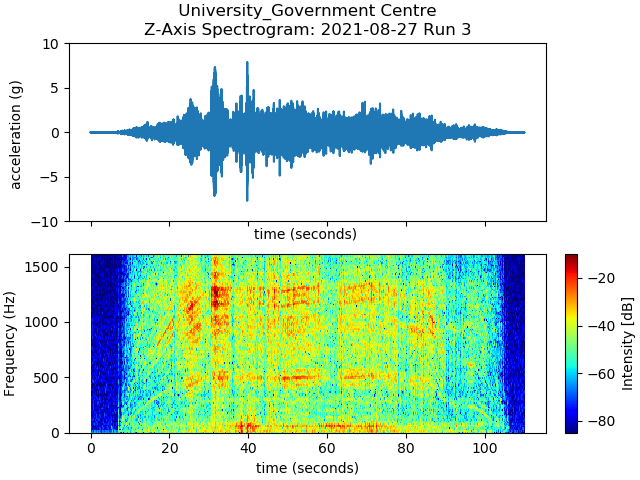 University_Government Centre
Z-Axis Spectrogram: 2021-08-27 Run 3
10
5
0
−5
−10
acceleration (g)
time (seconds)
1500
1000
500
0
Frequency (Hz)
0 20 40 60 80 100
time (seconds)
−20
−40
−60
−80
Intensity [dB]